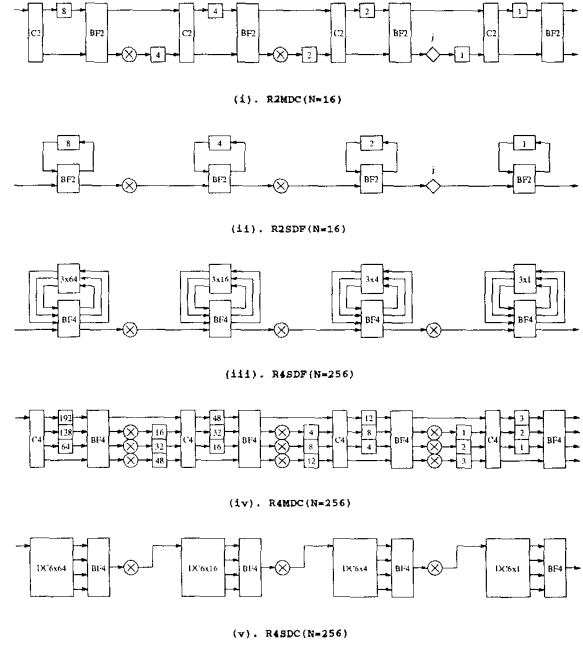 8 4 2 1
j
C2 BF2 C2 BF2 C2 BF2 C2 BF2
4 2 1
(i). R2MDC(N=16)
8 4 2 1
j
BF2 BF2 BF2 BF2
(ii). R2SDF(N=16)
3x64 3x16 3x4 3x1
BF4 BF4 BF4 BF4
(iii). R4SDF(N=256)
192 48 12 3
128 16 32 4 8 1 2
C4 BF4 C4 BF4 C4 BF4 C4 BF4
64 32 16 8 4 2 1
48 12 3
(iv). R4MDC(N=256)
DC6x64 BF4 DC6x16 BF4 DC6x4 BF4 DC6x1 BF4
(v). R4SDC(N=256)